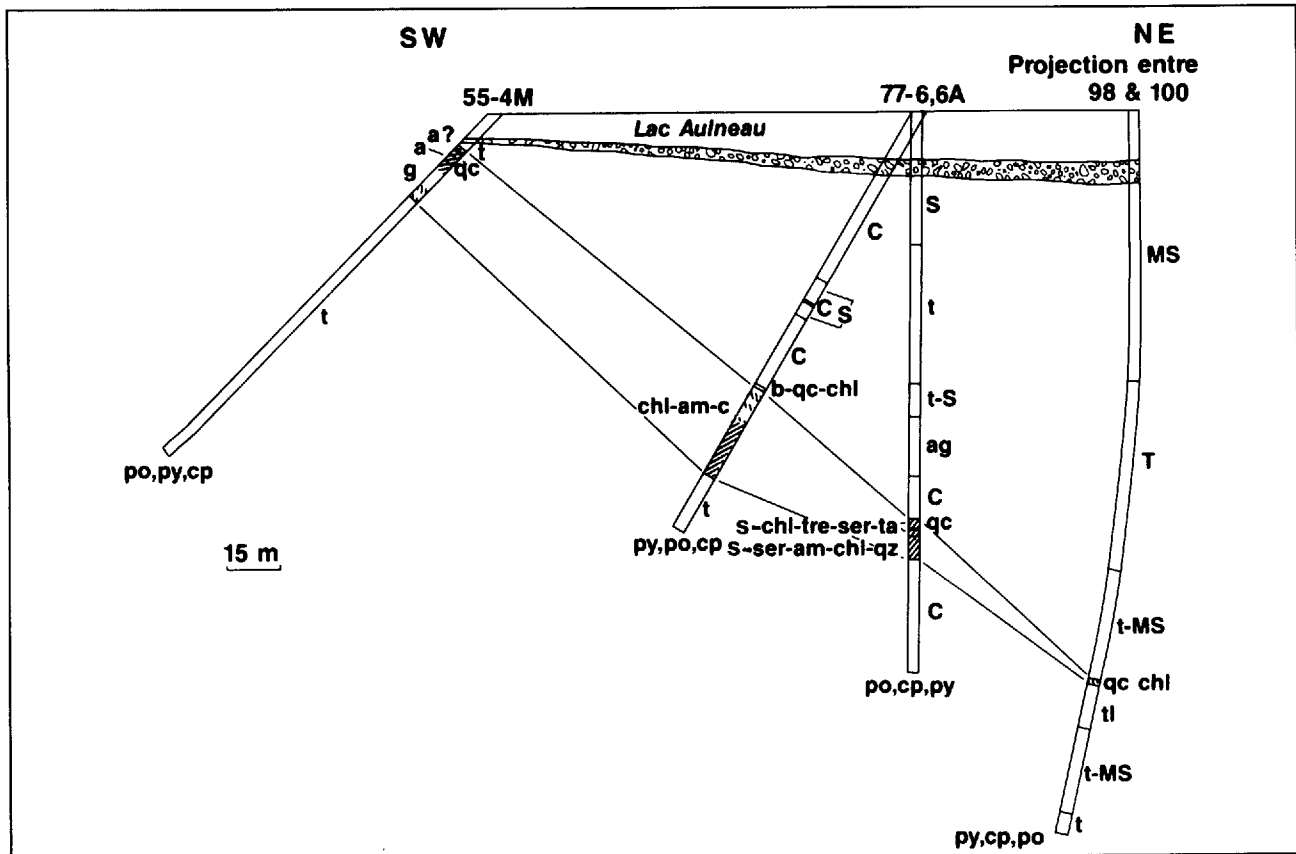 SW
NE
Projection entre
98 & 100
55-4M
77-6,6A
Lac Aulneau
a?
a
t
qc
g
t
po,py,cp
15 m
C
C
S
C
b-qc-chl
chl-am-c
t
py,po,cp
S
t
t-S
ag
C
qc
S-chl-tre-ser-ta
S-ser-am-chl-qz
C
po,cp,py
MS
T
t-MS
qc chl
tl
t-MS
t
py,cp,po